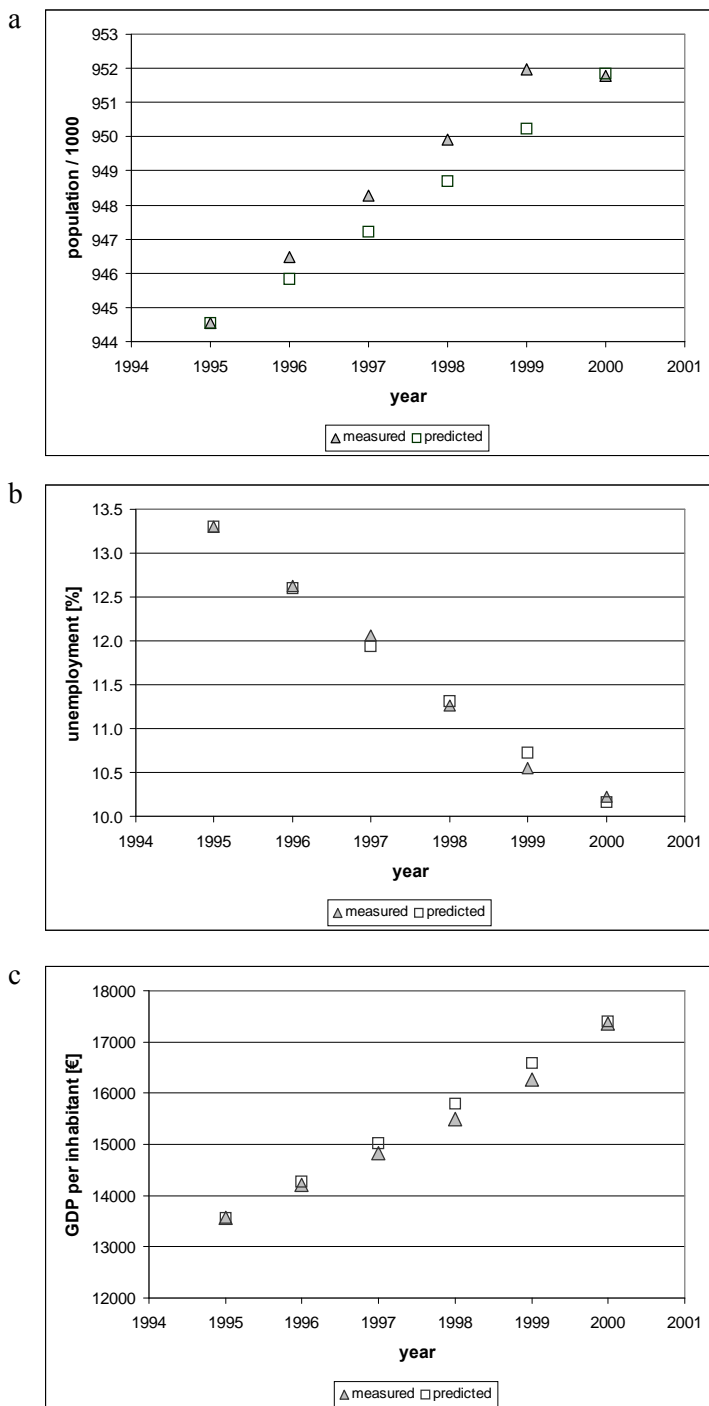 a
953
952
951
950
949
948
947
946
945
944
population / 1000
1994 1995 1996 1997 1998 1999 2000 2001
year
measured predicted
b
13.5
13.0
12.5
12.0
11.5
11.0
10.5
10.0
unemployment [%]
1994 1995 1996 1997 1998 1999 2000 2001
year
measured predicted
c
18000
17000
16000
15000
14000
13000
12000
GDP per inhabitant [€]
1994 1995 1996 1997 1998 1999 2000 2001
year
measured predicted